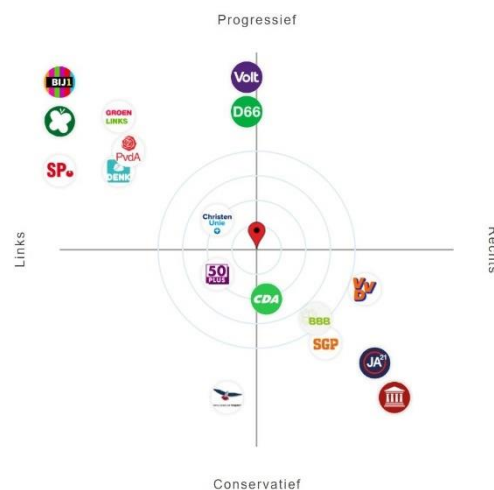 Progressief
BIJ1
Volt
D66
GROEN
LINKS
PvdA
SP.
DENK
Christen
Unie
Links
Rechts
50
PLUS
CDA
VVD
BBB
SGP
JA21
Conservatief